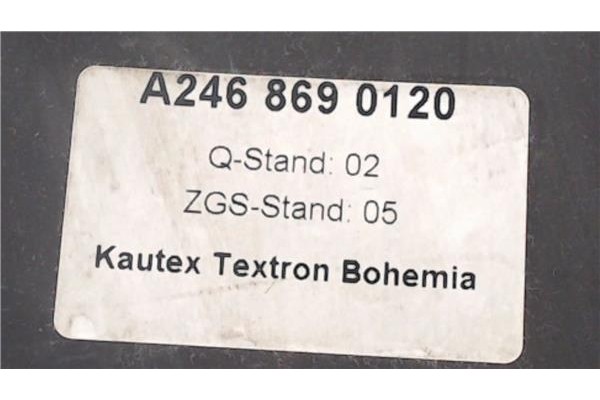 A246 869 0120
Q-Stand: 02
ZGS-Stand: 05
Kautex Textron Bohemia